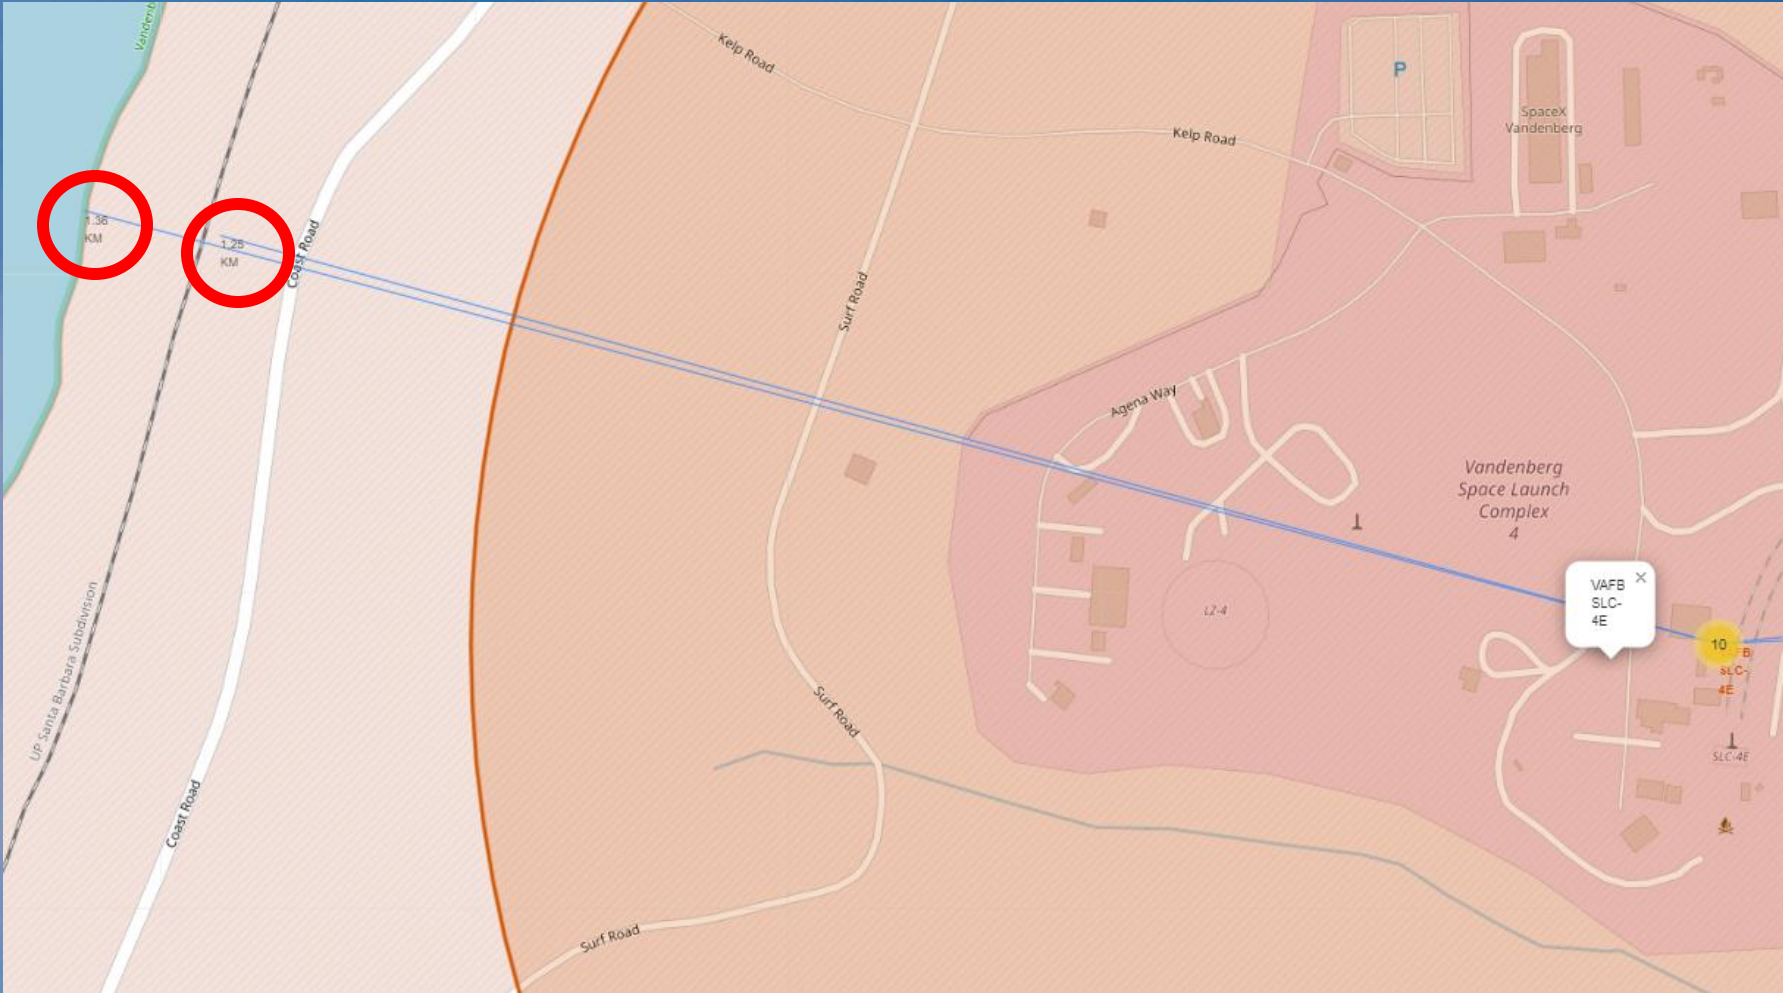 Vandenb
Kelp Road
P
SpaceX
Vandenberg
Kelp Road
1.36
KM
1.25
KM
Coast Road
Surf Road
Agena Way
Vandenberg
Space Launch
Complex
4
VAFB
SLC-
4E
×
LZ-4
10
FB
SLC-
4E
UP Santa Barbara Subdivision
Surf Road
SLC-4E
Coast Road
Surf Road